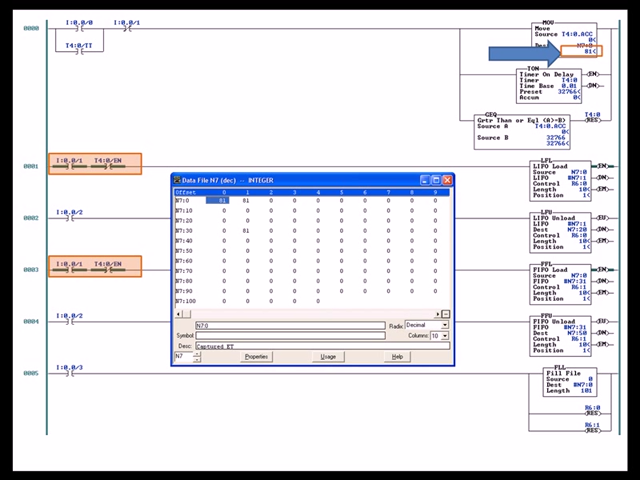 I:0.0/0 I:0.0/1
0000
T4:0/TT
MOV
Move
Source T4:0.ACC
0<
Dest N7:0
81<
TON
Timer On Delay (EN)
Timer T4:0
Time Base 0.01 (DN)
Preset 32766<
Accum 0<
GEQ
Grtr Than or Eql (A>=B)
Source A T4:0.ACC
0<
Source B 32766
32766<
T4:0
(RES)
I:0.0/1 T4:0/EN
0001
LFL
LIFO Load (EN)
Source N7:0
LIFO #N7:1 (DN)
Control R6:0
Length 10< (EM)
Position 1<
I:0.0/2
0002
LFU
LIFO Unload (EU)
LIFO #N7:1
Dest N7:20 (DN)
Control R6:0
Length 10< (EM)
Position 1<
I:0.0/1 T4:0/EN
0003
FFL
FIFO Load (EN)
Source N7:0
FIFO #N7:31 (DN)
Control R6:1
Length 10< (EM)
Position 1<
I:0.0/2
0004
FFU
FIFO Unload (EU)
FIFO #N7:31
Dest N7:50 (DN)
Control R6:1
Length 10< (EM)
Position 1<
I:0.0/3
0005
FLL
Fill File
Source 0
Dest #N7:0
Length 101
R6:0
(RES)
R6:1
(RES)
Data File N7 (dec) -- INTEGER
Offset 0 1 2 3 4 5 6 7 8 9
N7:0 81 81 0 0 0 0 0 0 0 0
N7:10 0 0 0 0 0 0 0 0 0 0
N7:20 0 0 0 0 0 0 0 0 0 0
N7:30 0 81 0 0 0 0 0 0 0 0
N7:40 0 0 0 0 0 0 0 0 0 0
N7:50 0 0 0 0 0 0 0 0 0 0
N7:60 0 0 0 0 0 0 0 0 0 0
N7:70 0 0 0 0 0 0 0 0 0 0
N7:80 0 0 0 0 0 0 0 0 0 0
N7:90 0 0 0 0 0 0 0 0 0 0
N7:100 0 0 0 0 0
N7:0 Radix: Decimal
Symbol: Columns: 10
Desc: Captured ET
N7 Properties Usage Help